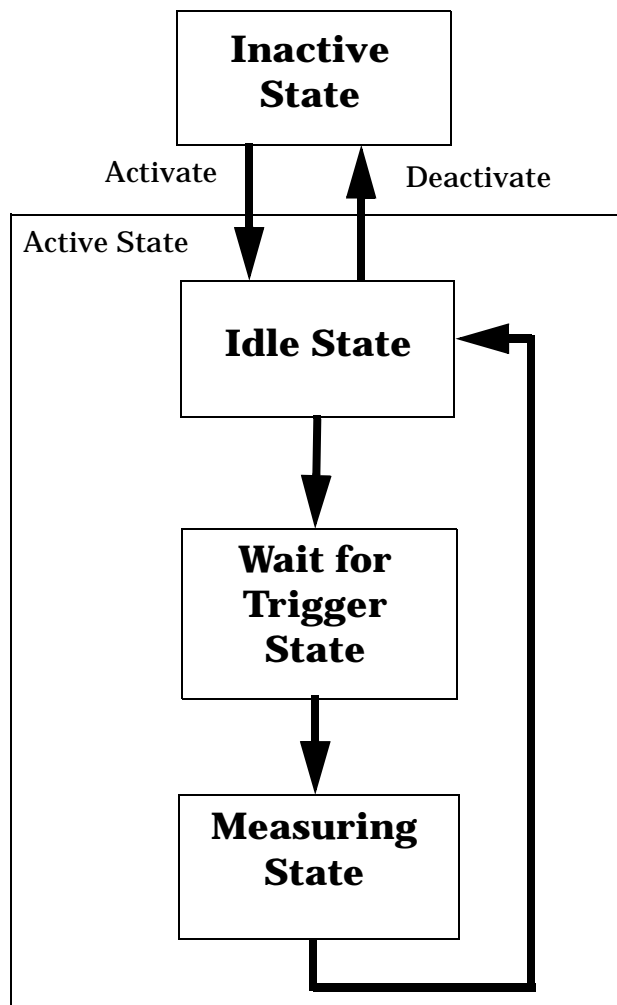 Inactive
State
Activate
Deactivate
Active State
Idle State
Wait for
Trigger
State
Measuring
State